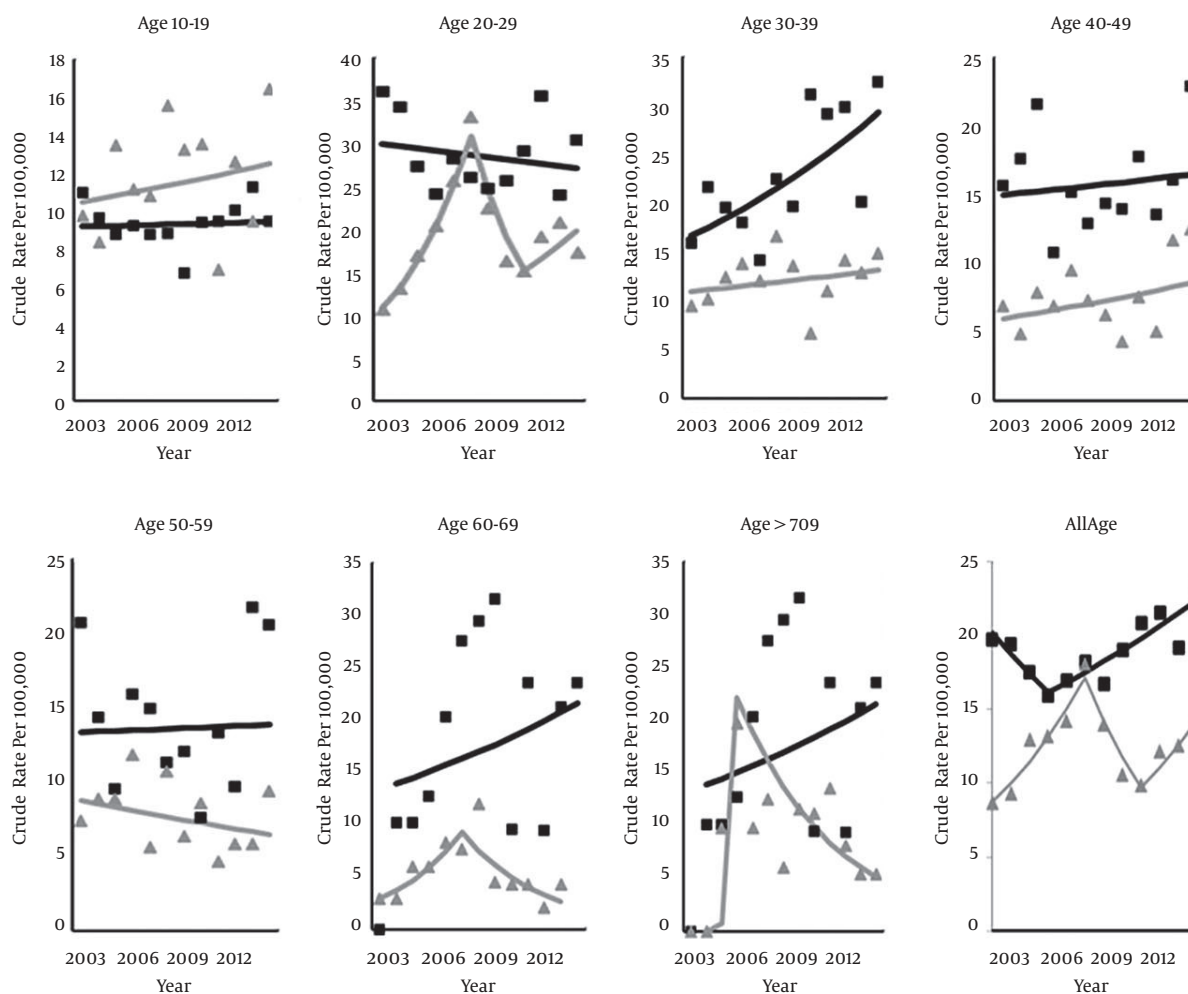 Age 10-19
Crude Rate Per 100,000
18
16
14
12
10
8
6
4
2
0
2003 2006 2009 2012
Year
Age 20-29
Crude Rate Per 100,000
40
35
30
25
20
15
10
5
0
2003 2006 2009 2012
Year
Age 30-39
Crude Rate Per 100,000
35
30
25
20
15
10
5
0
2003 2006 2009 2012
Year
Age 40-49
Crude Rate Per 100,000
25
20
15
10
5
0
2003 2006 2009 2012
Year
Age 50-59
Crude Rate Per 100,000
25
20
15
10
5
0
2003 2006 2009 2012
Year
Age 60-69
Crude Rate Per 100,000
35
30
25
20
15
10
5
0
2003 2006 2009 2012
Year
Age > 709
Crude Rate Per 100,000
35
30
25
20
15
10
5
0
2003 2006 2009 2012
Year
AllAge
Crude Rate Per 100,000
25
20
15
10
5
0
2003 2006 2009 2012
Year